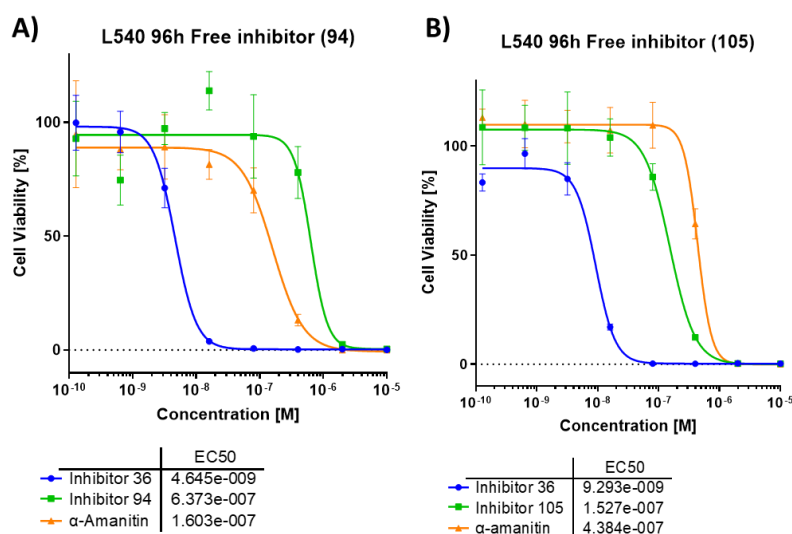 A)
L540 96h Free inhibitor (94)
Cell Viability [%]
100
50
0
10-10 10-9 10-8 10-7 10-6 10-5
Concentration [M]
EC50
Inhibitor 36 4.645e-009
Inhibitor 94 6.373e-007
α-Amanitin 1.603e-007
B)
L540 96h Free inhibitor (105)
Cell Viability [%]
100
50
0
10-10 10-9 10-8 10-7 10-6 10-5
Concentration [M]
EC50
Inhibitor 36 9.293e-009
Inhibitor 105 1.527e-007
α-amanitin 4.384e-007